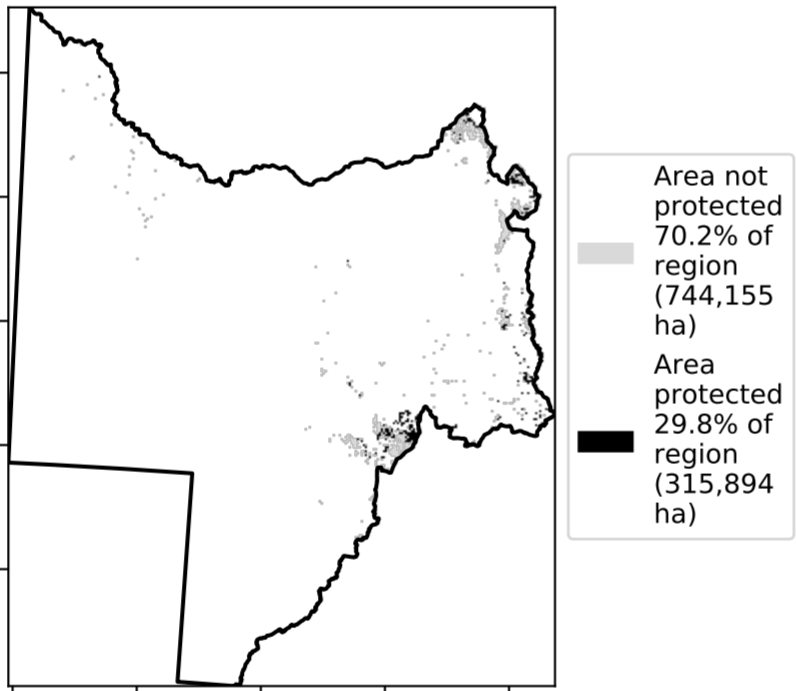 Area not
protected
70.2% of
region
(744,155
ha)
Area
protected
29.8% of
region
(315,894
ha)